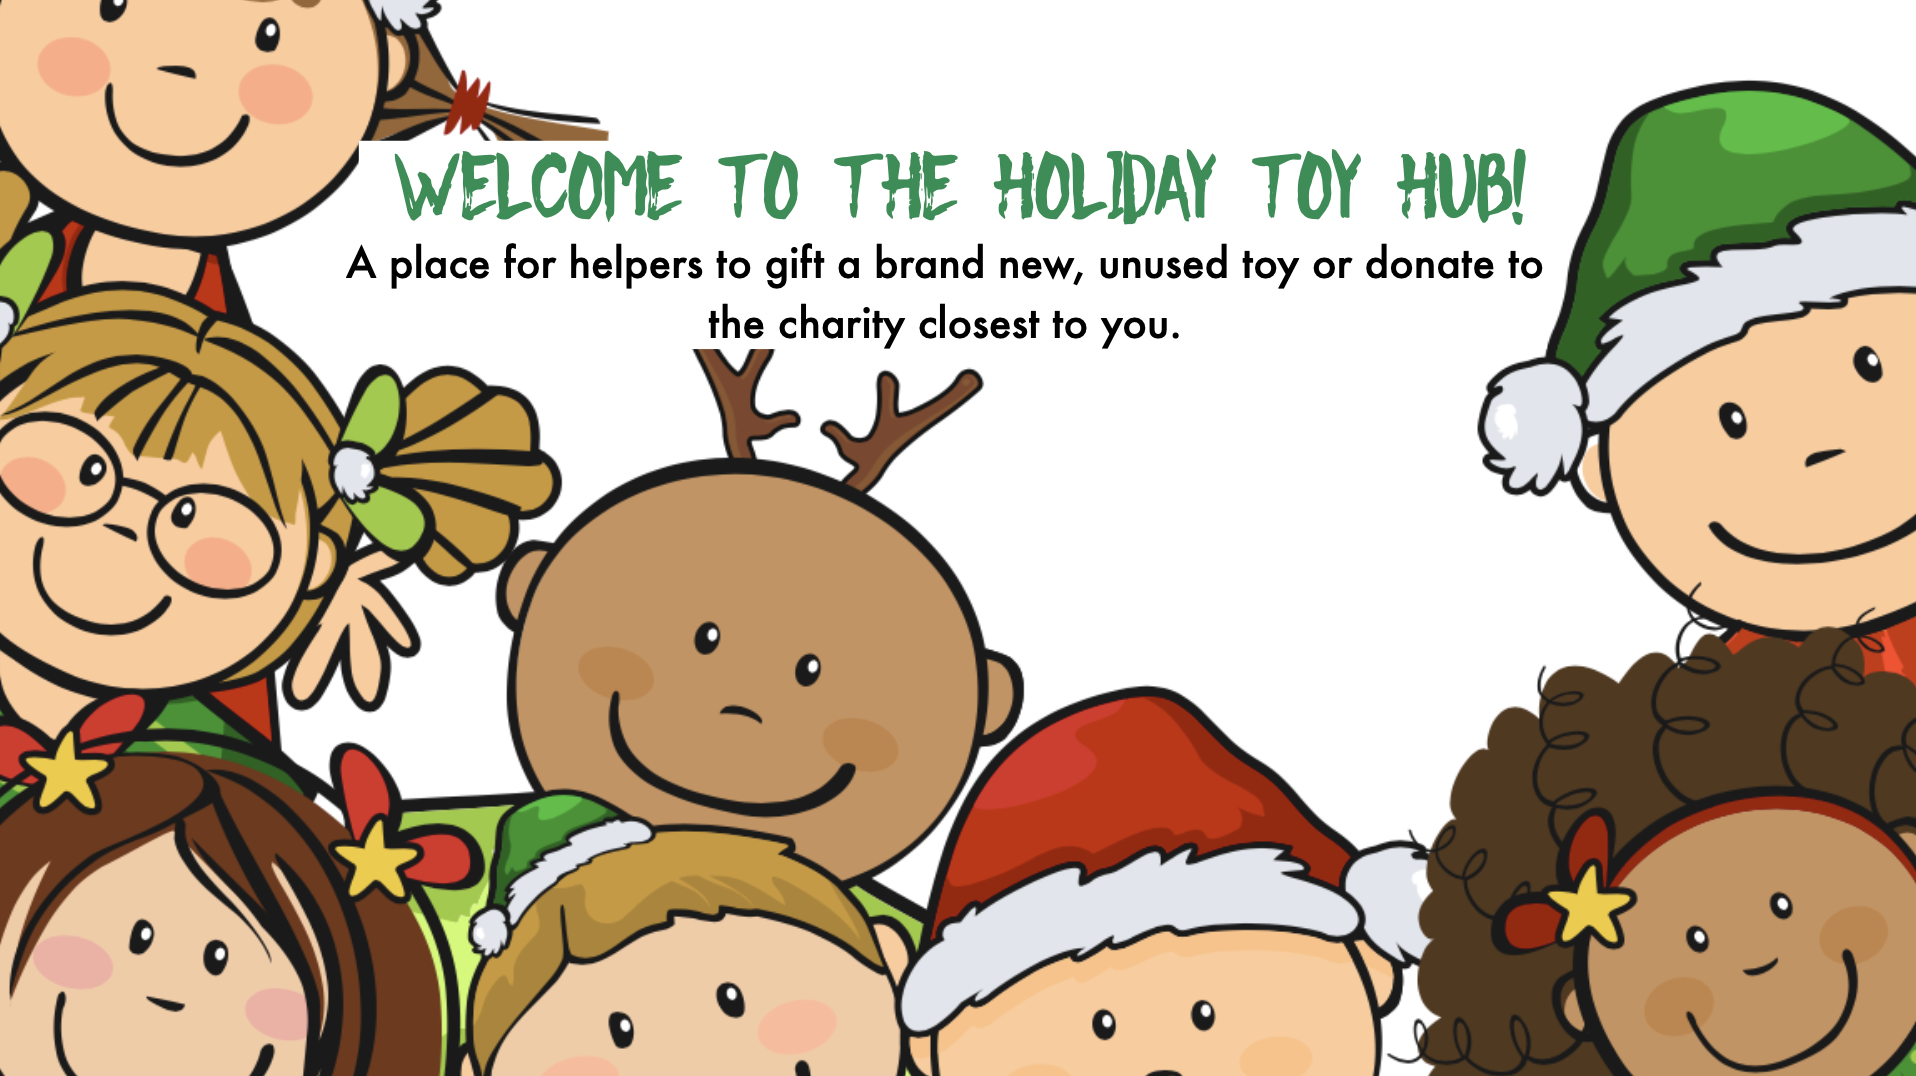 WELCOME TO THE HOLIDAY TOY HUB!
A place for helpers to gift a brand new, unused toy or donate to
the charity closest to you.